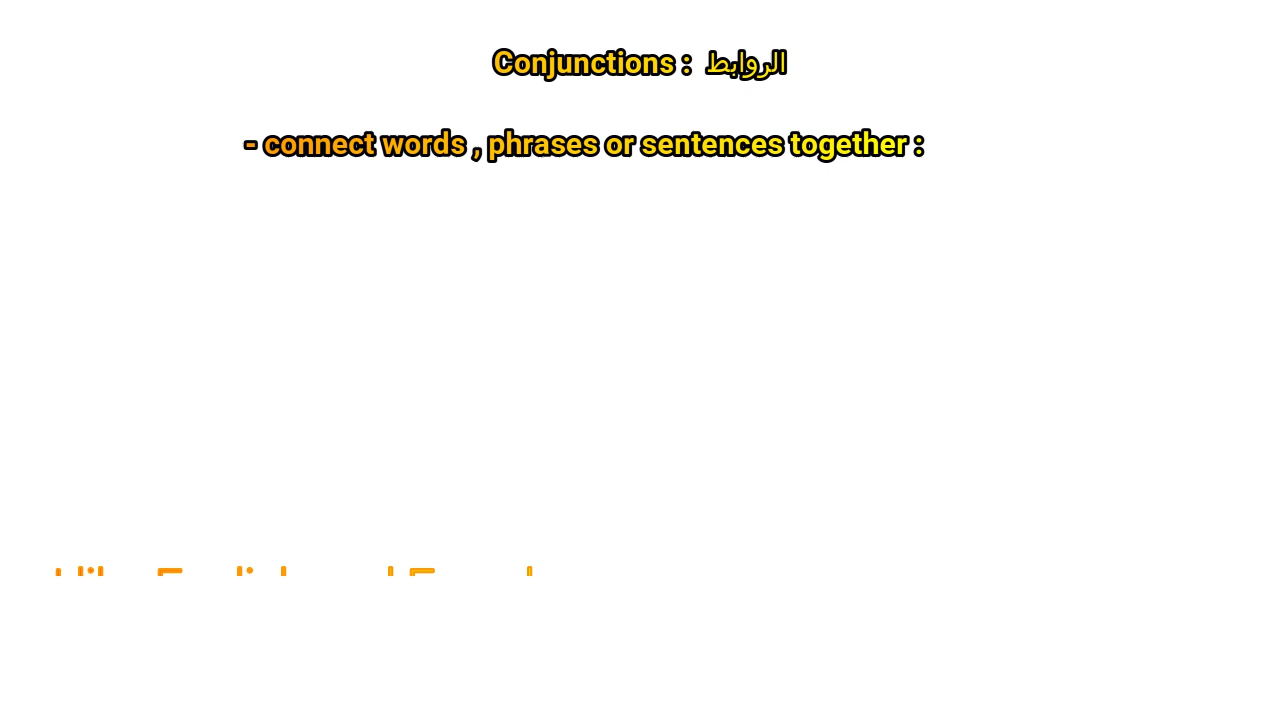 Conjunctions : الروابط
- connect words , phrases or sentences together :